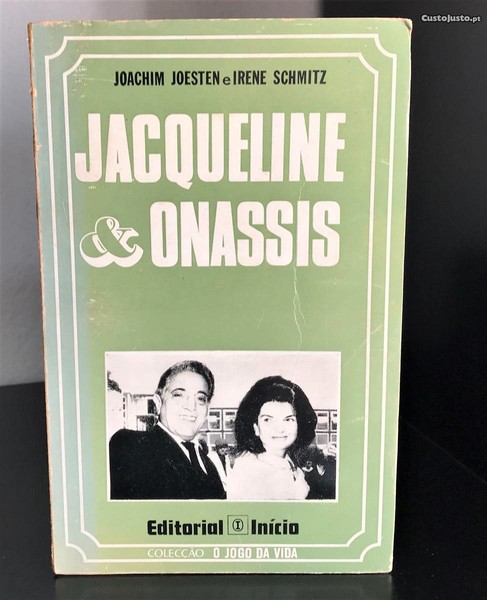 CustoJusto.pt
JOACHIM JOESTEN e IRENE SCHMITZ
JACQUELINE
& ONASSIS
Editorial I Início
COLECÇÃO O JOGO DA VIDA